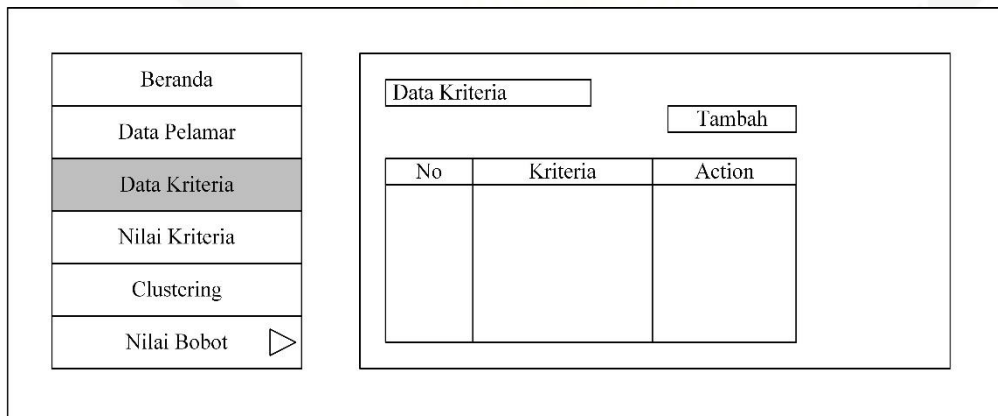 Beranda
Data Pelamar
Data Kriteria
Nilai Kriteria
Clustering
Nilai Bobot
Data Kriteria
Tambah
No Kriteria Action